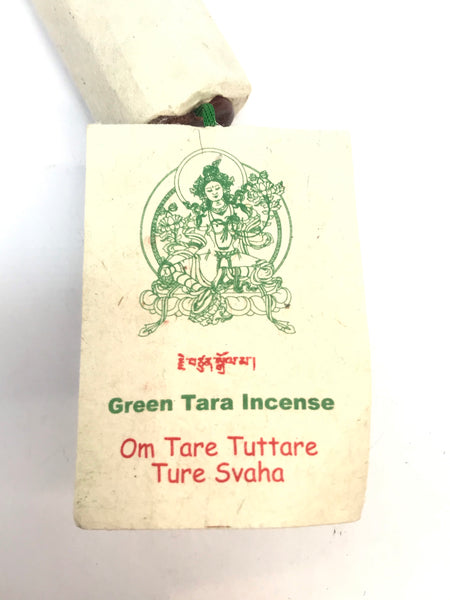 རྗེ་བཙུན་སྒྲོལ་མ།
Green Tara Incense
Om Tare Tuttare
Ture Svaha